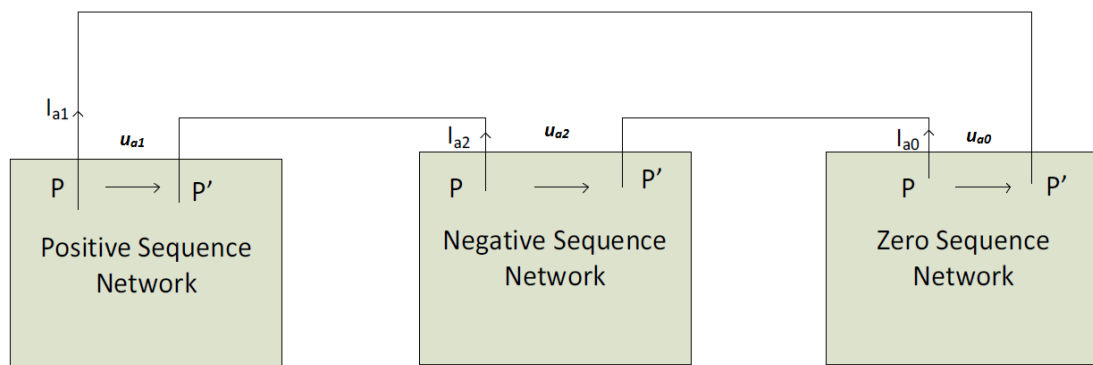 Ia1
ua1
Ia2
ua2
Ia0
ua0
P
P'
P
P'
P
P'
Positive Sequence
Network
Negative Sequence
Network
Zero Sequence
Network